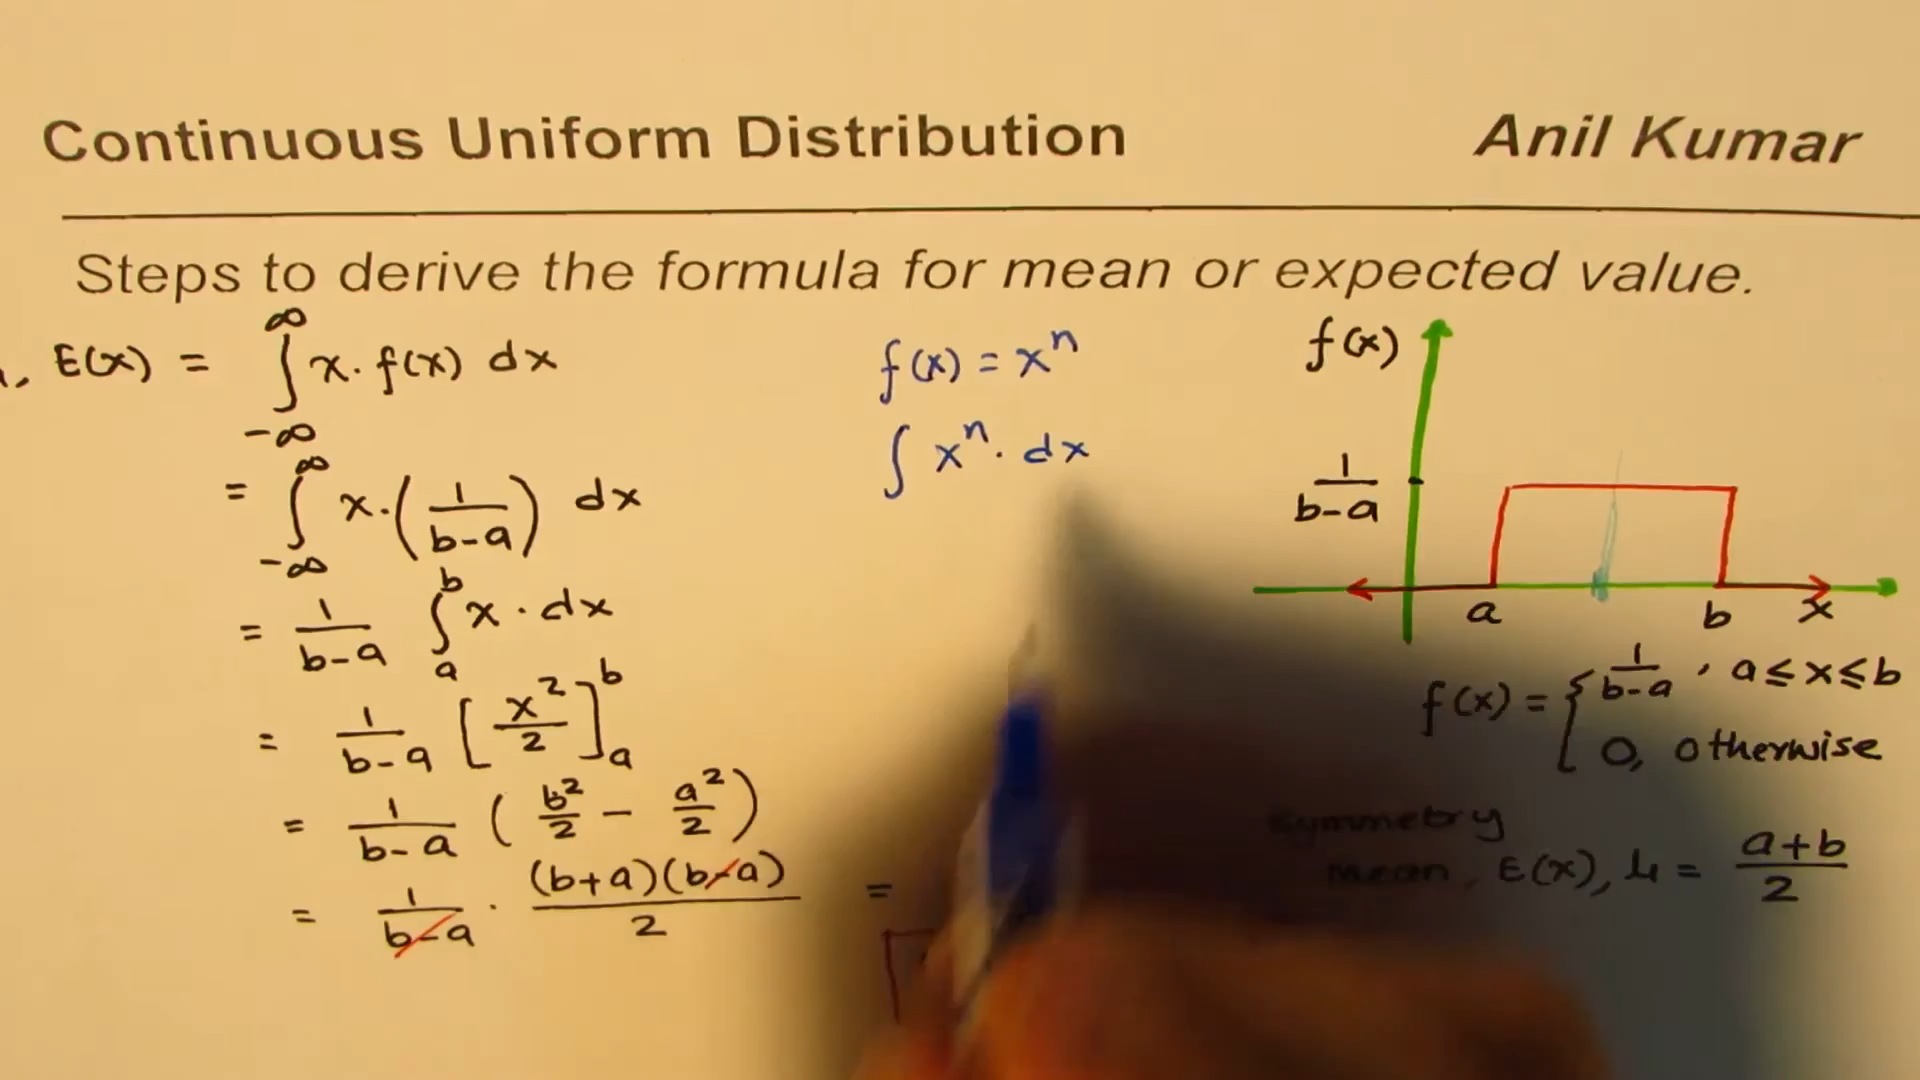 Continuous Uniform Distribution Anil Kumar
Steps to derive the formula for mean or expected value.
E(x) = ∫_{-∞}^{∞} x · f(x) dx
= ∫_{-∞}^{∞} x · (1/(b-a)) dx
= 1/(b-a) ∫_a^b x · dx
= 1/(b-a) [x²/2]_a^b
= 1/(b-a) (b²/2 - a²/2)
= 1/(b-a) · (b+a)(b-a)/2 =
f(x) = xⁿ
∫ xⁿ · dx
f(x)
1/(b-a)
a b x
f(x) = { 1/(b-a), a ≤ x ≤ b
0, otherwise
symmetry
mean, E(x), μ = (a+b)/2